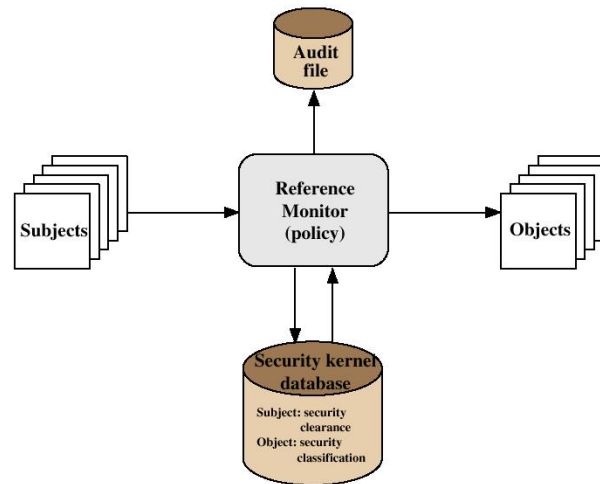 Audit
file
Reference
Monitor
(policy)
Subjects
Objects
Security kernel
database
Subject: security
clearance
Object: security
classification